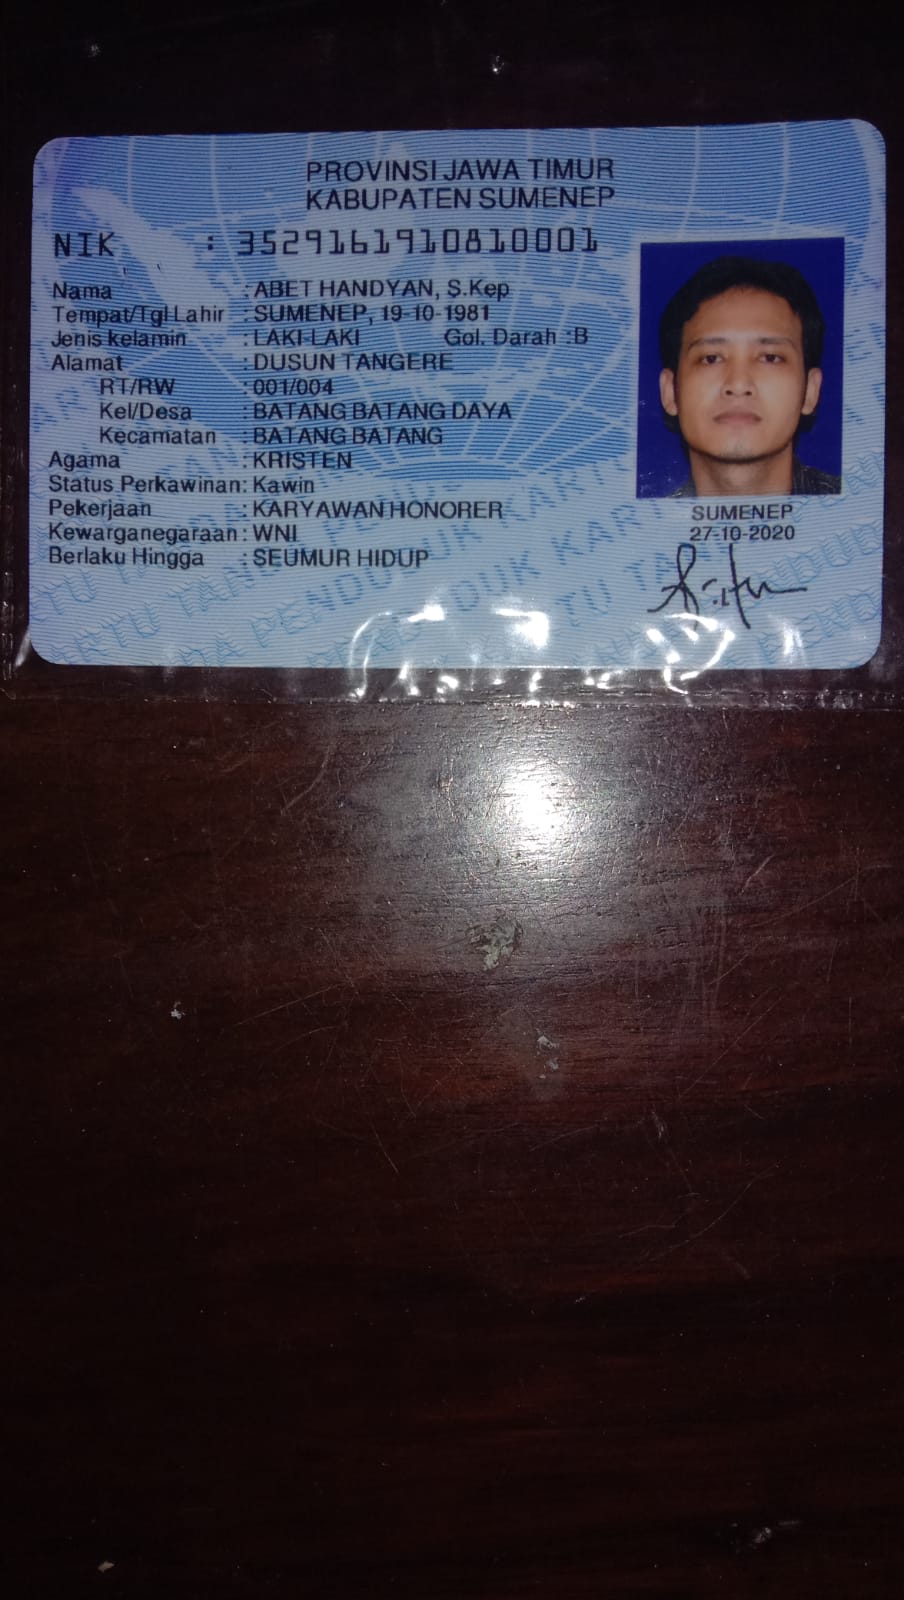 PROVINSI JAWA TIMUR
KABUPATEN SUMENEP
NIK : 3529161910810001
Nama : ABET HANDYAN, S.Kep
Tempat/Tgl Lahir : SUMENEP, 19-10-1981
Jenis kelamin : LAKI-LAKI Gol. Darah : B
Alamat : DUSUN TANGERE
RT/RW : 001/004
Kel/Desa : BATANG BATANG DAYA
Kecamatan : BATANG BATANG
Agama : KRISTEN
Status Perkawinan: Kawin
Pekerjaan : KARYAWAN HONORER
Kewarganegaraan: WNI
Berlaku Hingga : SEUMUR HIDUP
SUMENEP
27-10-2020